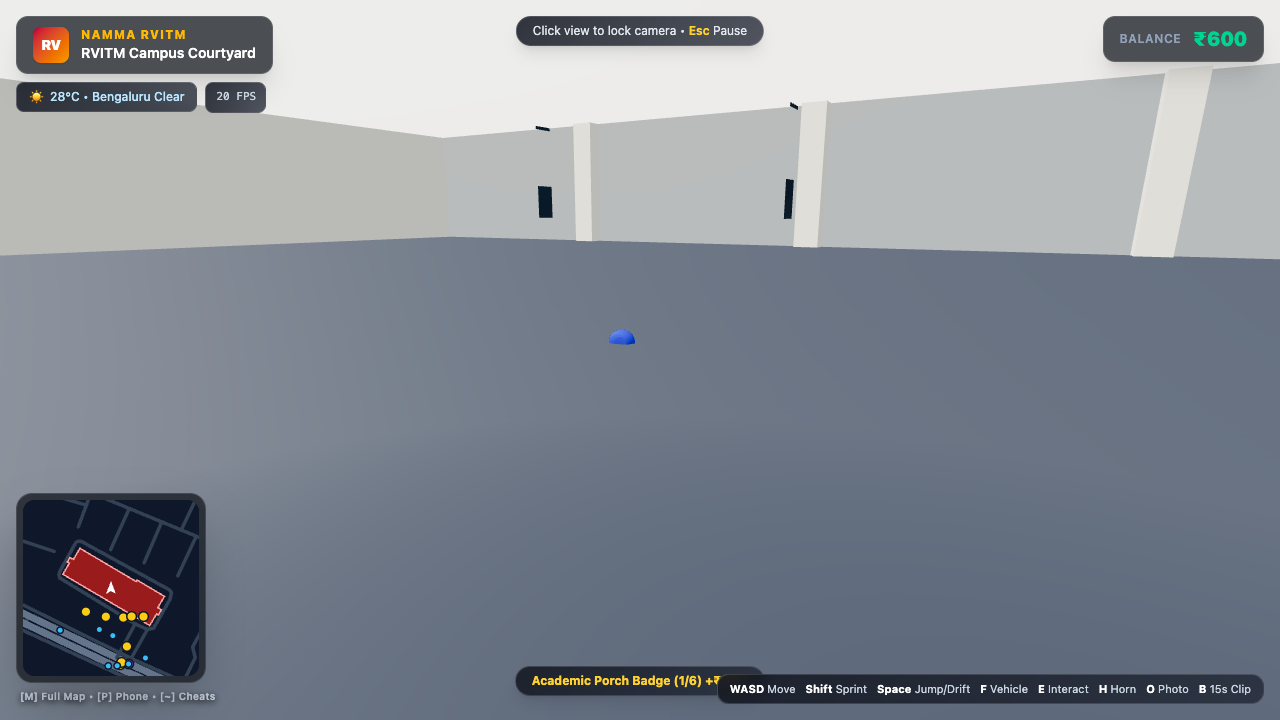 RV
NAMMA RVITM
RVITM Campus Courtyard
28°C • Bengaluru Clear
20 FPS
Click view to lock camera • Esc Pause
BALANCE ₹600
[M] Full Map • [P] Phone • [~] Cheats
Academic Porch Badge (1/6) +₹
WASD Move Shift Sprint Space Jump/Drift F Vehicle E Interact H Horn O Photo B 15s Clip